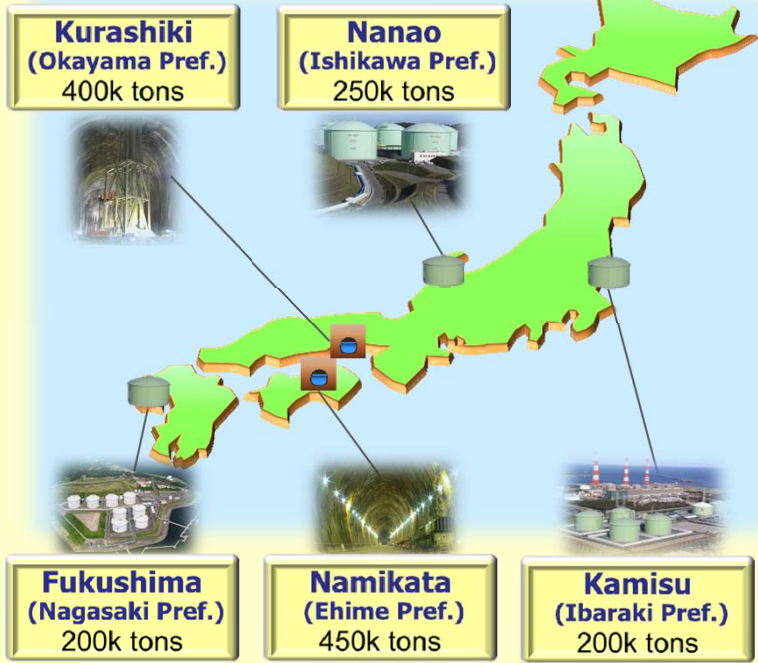 Kurashiki
(Okayama Pref.)
400k tons
Nanao
(Ishikawa Pref.)
250k tons
Fukushima
(Nagasaki Pref.)
200k tons
Namikata
(Ehime Pref.)
450k tons
Kamisu
(Ibaraki Pref.)
200k tons